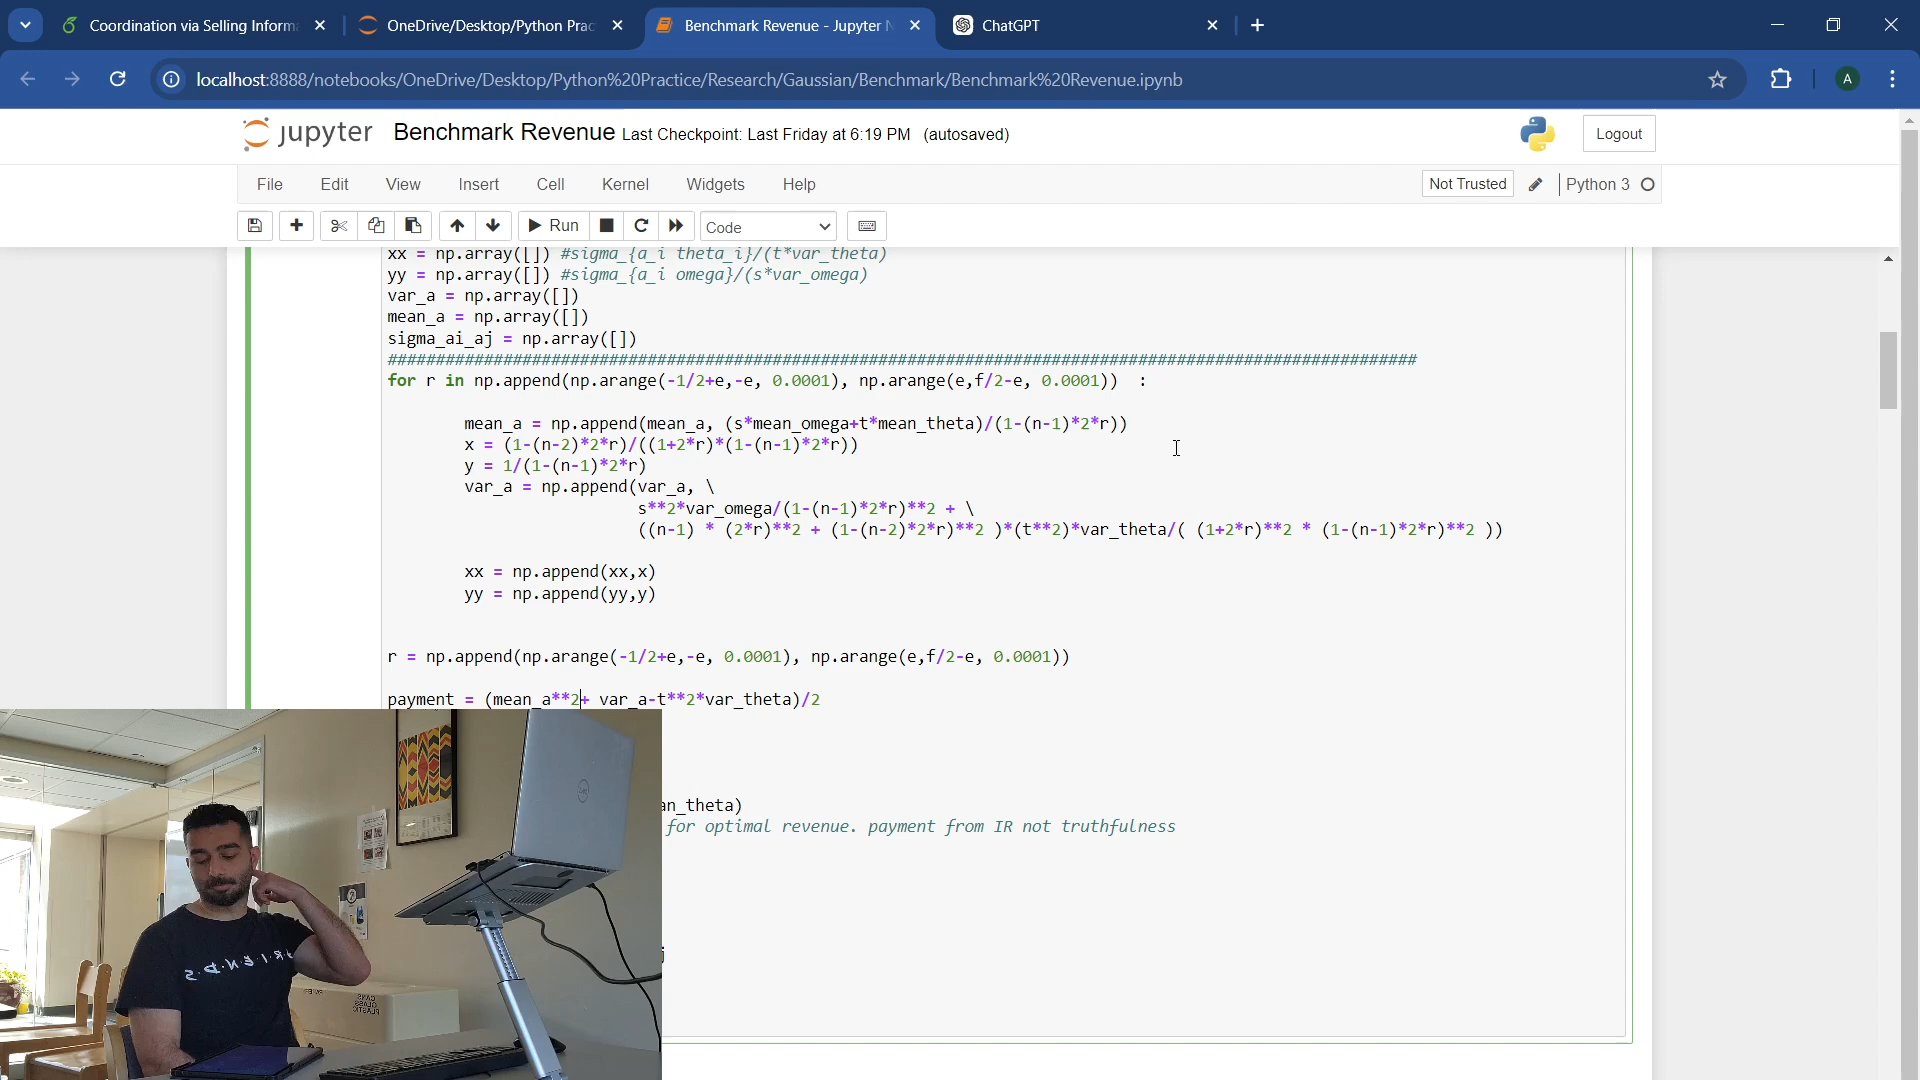 Coordination via Selling Informa
OneDrive/Desktop/Python Prac
Benchmark Revenue - Jupyter N
ChatGPT
localhost:8888/notebooks/OneDrive/Desktop/Python%20Practice/Research/Gaussian/Benchmark/Benchmark%20Revenue.ipynb
A
jupyter Benchmark Revenue Last Checkpoint: Last Friday at 6:19 PM (autosaved)
Logout
File Edit View Insert Cell Kernel Widgets Help
Not Trusted
Python 3
Run
Code
xx = np.array([]) #sigma_{a_i theta_i}/(t*var_theta)
yy = np.array([]) #sigma_{a_i omega}/(s*var_omega)
var_a = np.array([])
mean_a = np.array([])
sigma_ai_aj = np.array([])
###########################################################################################################
for r in np.append(np.arange(-1/2+e,-e, 0.0001), np.arange(e,f/2-e, 0.0001)) :
mean_a = np.append(mean_a, (s*mean_omega+t*mean_theta)/(1-(n-1)*2*r))
x = (1-(n-2)*2*r)/((1+2*r)*(1-(n-1)*2*r))
y = 1/(1-(n-1)*2*r)
var_a = np.append(var_a, \
s**2*var_omega/(1-(n-1)*2*r)**2 + \
((n-1) * (2*r)**2 + (1-(n-2)*2*r)**2 )*(t**2)*var_theta/( (1+2*r)**2 * (1-(n-1)*2*r)**2 ))
xx = np.append(xx,x)
yy = np.append(yy,y)
r = np.append(np.arange(-1/2+e,-e, 0.0001), np.arange(e,f/2-e, 0.0001))
payment = (mean_a**2+ var_a-t**2*var_theta)/2
an_theta)
for optimal revenue. payment from IR not truthfulness